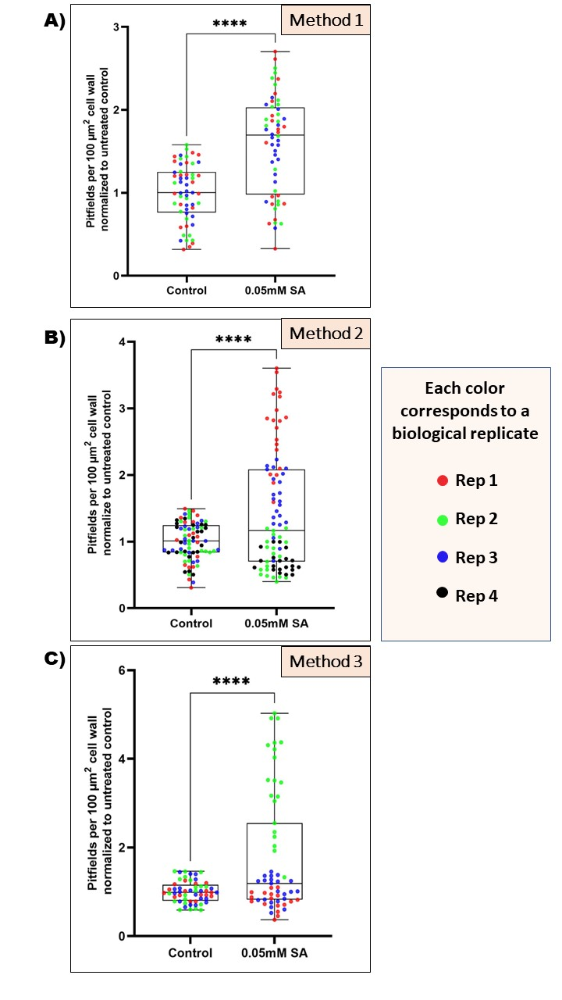 A)
Method 1
****
Pitfields per 100 µm2 cell wall
normalized to untreated control
3
2
1
0
Control
0.05mM SA
B)
Method 2
****
Pitfields per 100 µm2 cell wall
normalize to untreated control
4
3
2
1
0
Control
0.05mM SA
Each color
corresponds to a
biological replicate
Rep 1
Rep 2
Rep 3
Rep 4
C)
Method 3
****
Pitfields per 100 µm2 cell wall
normalized to untreated control
6
4
2
0
Control
0.05mM SA